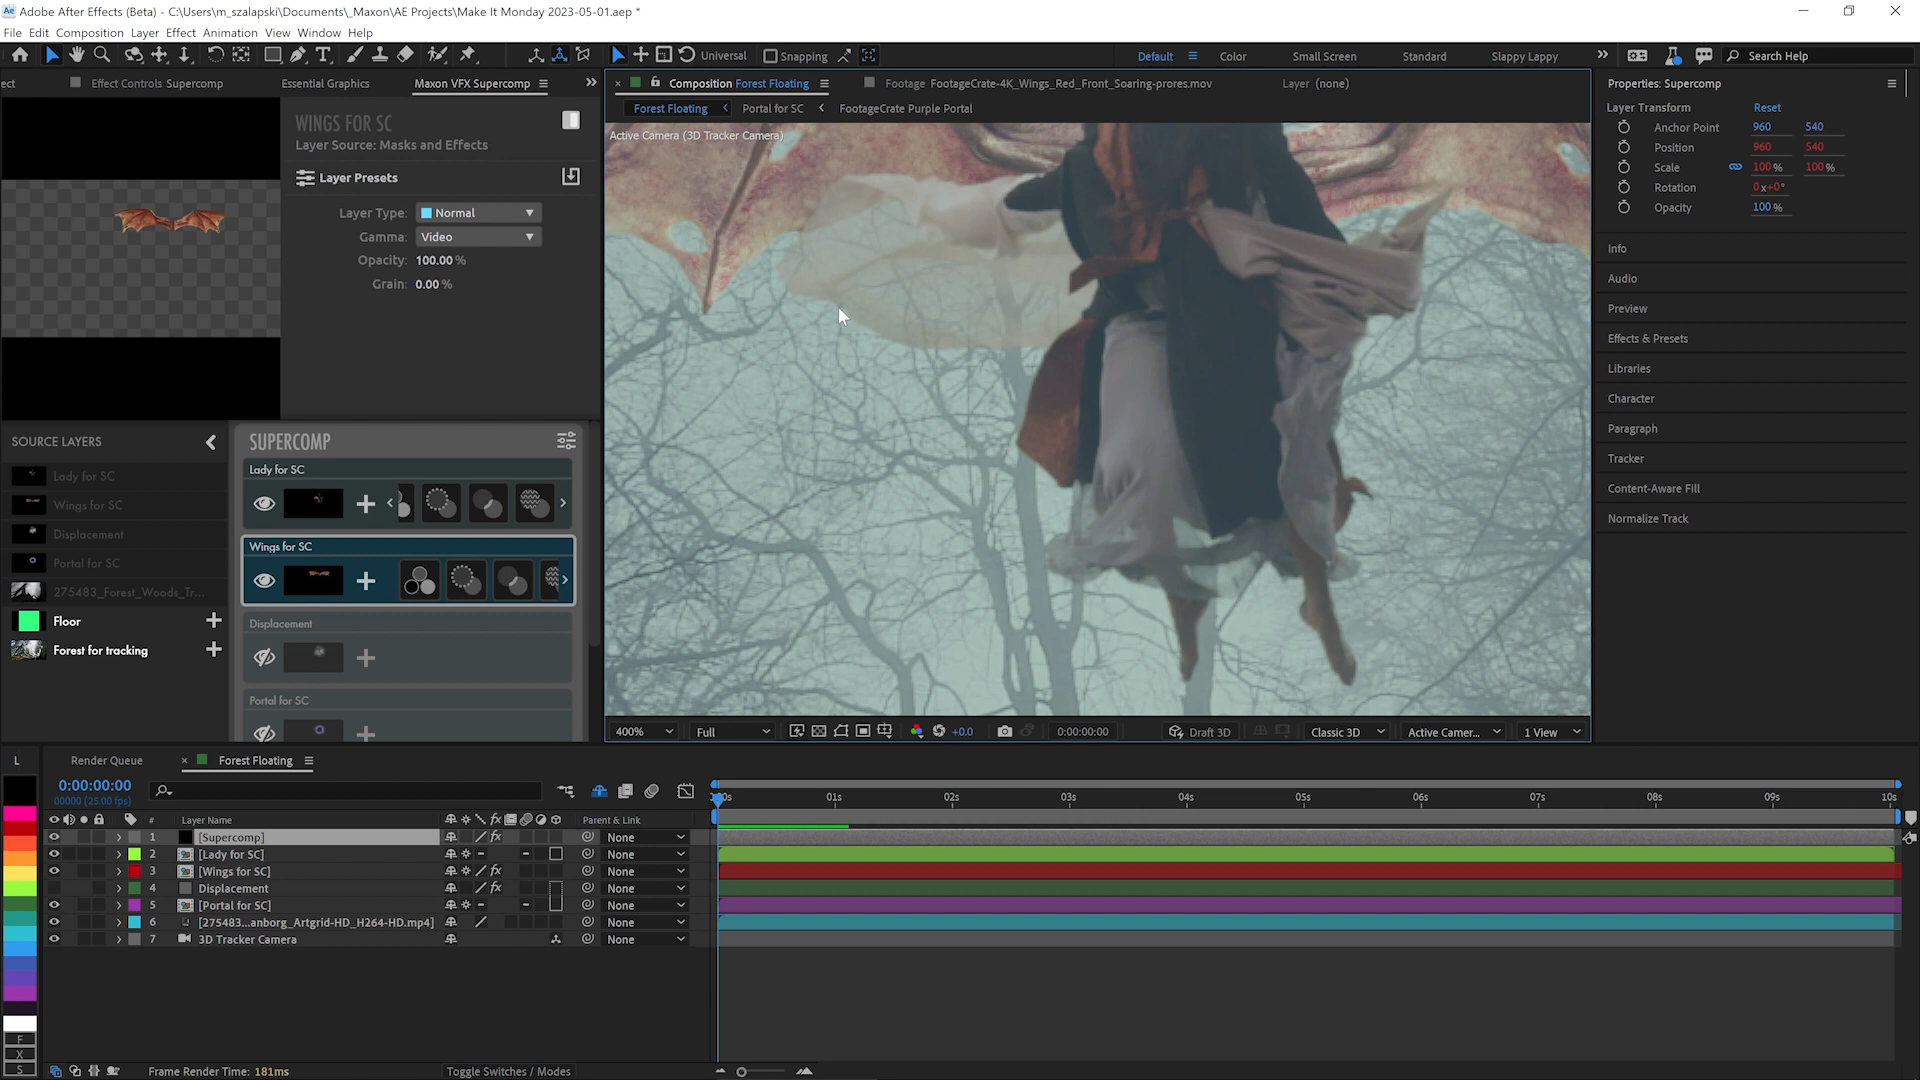 Adobe After Effects (Beta) - C:\Users\m_szalapski\Documents\_Maxon\AE Projects\Make It Monday 2023-05-01.aep *
File Edit Composition Layer Effect Animation View Window Help
Universal Snapping Default Color Small Screen Standard Slappy Lappy Search Help
ect Effect Controls Supercomp Essential Graphics Maxon VFX Supercomp
Composition Forest Floating Footage FootageCrate-4K_Wings_Red_Front_Soaring-prores.mov Layer (none)
Forest Floating Portal for SC FootageCrate Purple Portal
Active Camera (3D Tracker Camera)
WINGS FOR SC
Layer Source: Masks and Effects
Layer Presets
Layer Type: Normal
Gamma: Video
Opacity: 100.00 %
Grain: 0.00 %
SOURCE LAYERS
Lady for SC
Wings for SC
Displacement
Portal for SC
275483_Forest_Woods_Tr...
Floor
Forest for tracking
SUPERCOMP
Lady for SC
Wings for SC
Displacement
Portal for SC
400% Full +0.0 0:00:00:00 Draft 3D Classic 3D Active Camer... 1 View
Properties: Supercomp
Layer Transform Reset
Anchor Point 960 540
Position 960 540
Scale 100 % 100 %
Rotation 0x+0°
Opacity 100 %
Info
Audio
Preview
Effects & Presets
Libraries
Character
Paragraph
Tracker
Content-Aware Fill
Normalize Track
L Render Queue Forest Floating
0:00:00:00
00000 (25.00 fps)
01s 02s 03s 04s 05s 06s 07s 08s 09s 10s
# Layer Name fx Parent & Link
1 [Supercomp] fx None
2 [Lady for SC] None
3 [Wings for SC] fx None
4 Displacement fx None
5 [Portal for SC] None
6 [275483...anborg_Artgrid-HD_H264-HD.mp4] None
7 3D Tracker Camera None
F
X
S
Frame Render Time: 181ms Toggle Switches / Modes